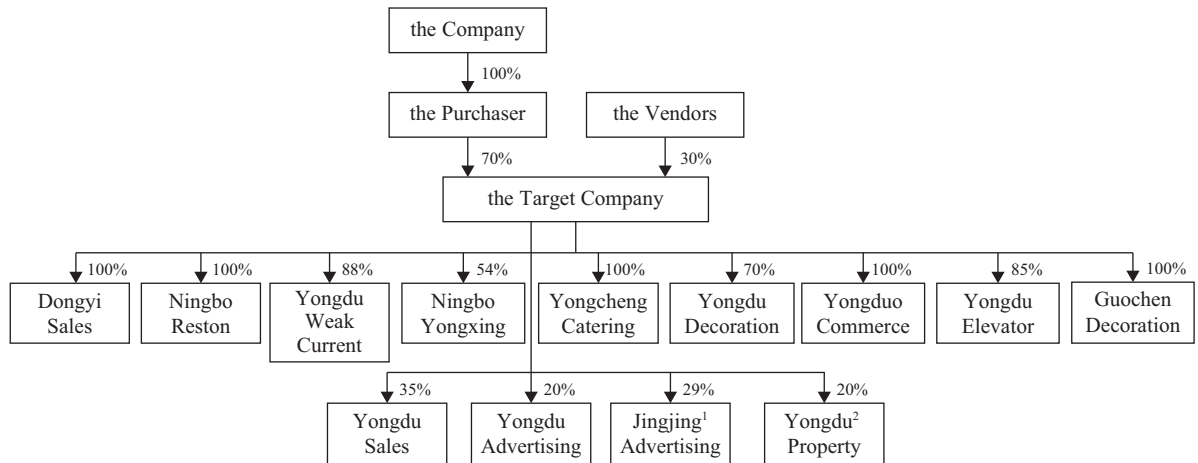 the Company
100%
the Purchaser
the Vendors
70%
30%
the Target Company
100%
100%
88%
54%
100%
70%
100%
85%
100%
Dongyi
Sales
Ningbo
Reston
Yongdu
Weak
Current
Ningbo
Yongxing
Yongcheng
Catering
Yongdu
Decoration
Yongduo
Commerce
Yongdu
Elevator
Guochen
Decoration
35%
20%
29%
20%
Yongdu
Sales
Yongdu
Advertising
Jingjing¹
Advertising
Yongdu²
Property